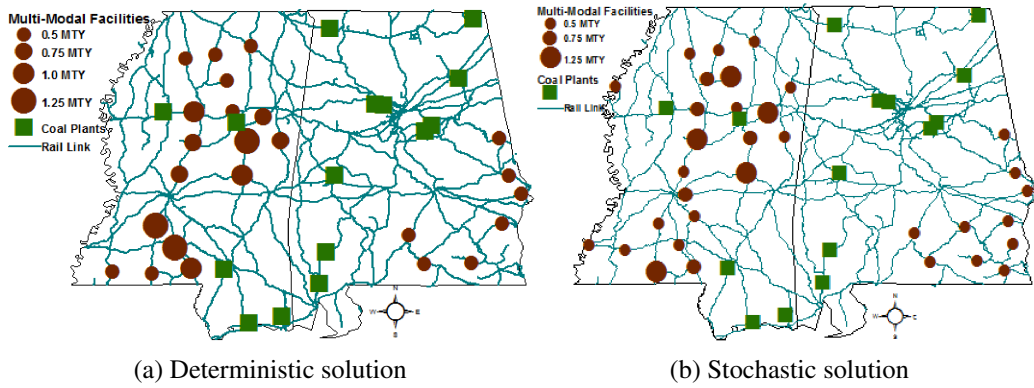 Multi-Modal Facilities
0.5 MTY
0.75 MTY
1.0 MTY
1.25 MTY
Coal Plants
Rail Link
N
W E
S
(a) Deterministic solution
Multi-Modal Facilities
0.5 MTY
0.75 MTY
1.25 MTY
Coal Plants
Rail Link
N
W E
S
(b) Stochastic solution